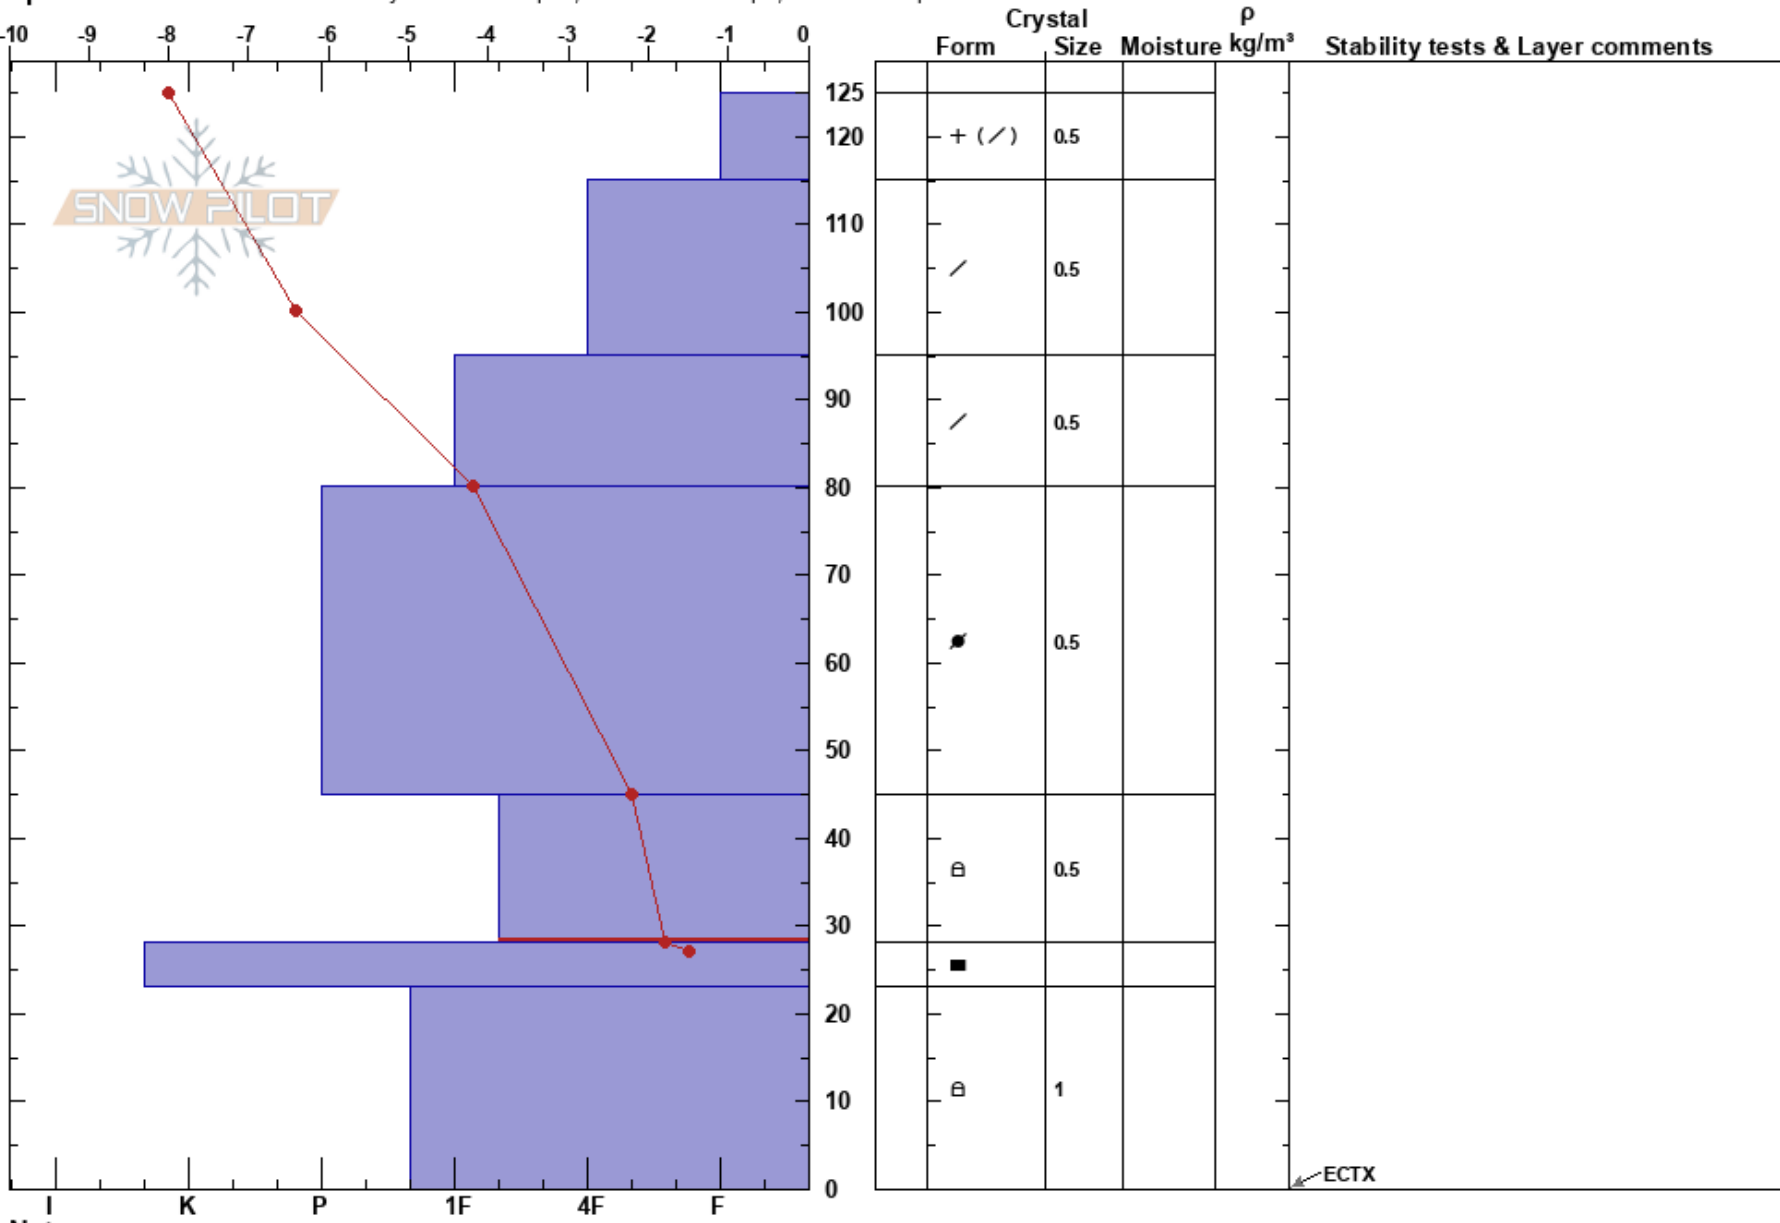 Crystal ρ
-10 -9 -8 -7 -6 -5 -4 -3 -2 -1 0
Form Size Moisture kg/m³ Stability tests & Layer comments
125
120 + (/) 0.5
SNOW PILOT
110
/ 0.5
100
90
/ 0.5
80
70
0.5
60
50
40
0.5
30
20
1
10
ECTX
0
I K P 1F 4F F